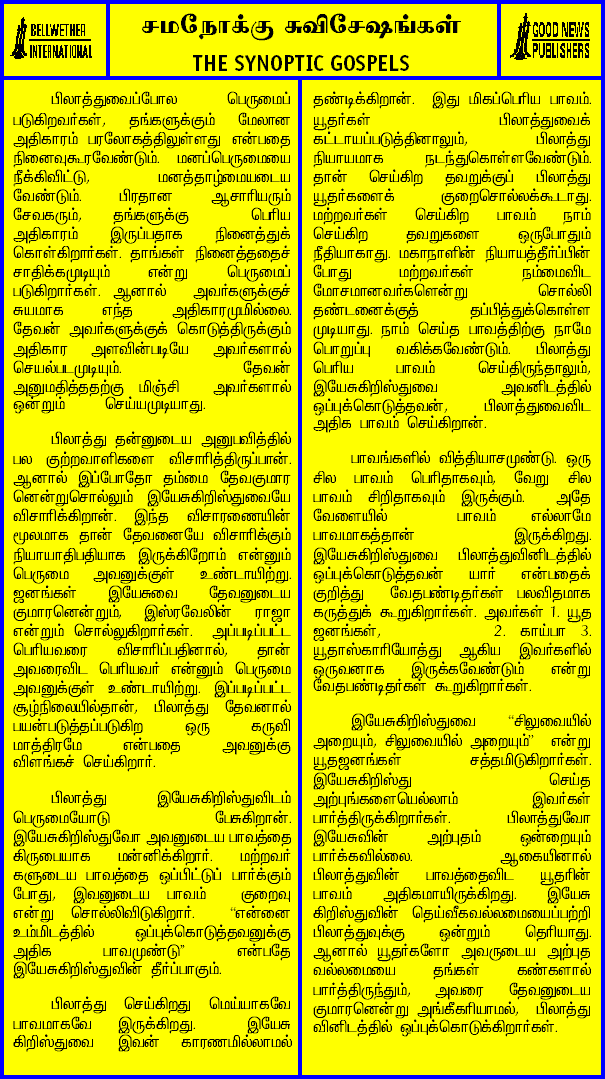 BELLWETHER
INTERNATIONAL
சமநோக்கு சுவிசேஷங்கள்
THE SYNOPTIC GOSPELS
GOOD NEWS
PUBLISHERS
பிலாத்துவைப்போல பெருமைப்
படுகிறவர்கள், தங்களுக்கும் மேலான
அதிகாரம் பரலோகத்திலுள்ளது என்பதை
நினைவுகூரவேண்டும். மனப்பெருமையை
நீக்கிவிட்டு, மனத்தாழ்மையடைய
வேண்டும். பிரதான ஆசாரியரும்
சேவகரும், தங்களுக்கு பெரிய
அதிகாரம் இருப்பதாக நினைத்துக்
கொள்கிறார்கள். தாங்கள் நினைத்ததைச்
சாதிக்கமுடியும் என்று பெருமைப்
படுகிறார்கள். ஆனால் அவர்களுக்குச்
சுயமாக எந்த அதிகாரமுமில்லை.
தேவன் அவர்களுக்குக் கொடுத்திருக்கும்
அதிகார அளவின்படியே அவர்களால்
செயல்படமுடியும். தேவன்
அனுமதித்ததற்கு மிஞ்சி அவர்களால்
ஒன்றும் செய்யமுடியாது.
பிலாத்து தன்னுடைய அனுபவித்தில்
பல குற்றவாளிகளை விசாரித்திருப்பான்.
ஆனால் இப்போதோ தம்மை தேவகுமார
னென்றுசொல்லும் இயேசுகிறிஸ்துவையே
விசாரிக்கிறான். இந்த விசாரணையின்
மூலமாக தான் தேவனையே விசாரிக்கும்
நியாயாதிபதியாக இருக்கிறோம் என்னும்
பெருமை அவனுக்குள் உண்டாயிற்று.
ஜனங்கள் இயேசுவை தேவனுடைய
குமாரனென்றும், இஸ்ரவேலின் ராஜா
என்றும் சொல்லுகிறார்கள். அப்படிப்பட்ட
பெரியவரை விசாரிப்பதினால், தான்
அவரைவிட பெரியவர் என்னும் பெருமை
அவனுக்குள் உண்டாயிற்று. இப்படிப்பட்ட
சூழ்நிலையில்தான், பிலாத்து தேவனால்
பயன்படுத்தப்படுகிற ஒரு கருவி
மாத்திரமே என்பதை அவனுக்கு
விளங்கச் செய்கிறார்.
பிலாத்து இயேசுகிறிஸ்துவிடம்
பெருமையோடு பேசுகிறான்.
இயேசுகிறிஸ்துவோ அவனுடைய பாவத்தை
கிருபையாக மன்னிக்கிறார். மற்றவர்
களுடைய பாவத்தை ஒப்பிட்டுப் பார்க்கும்
போது, இவனுடைய பாவம் குறைவு
என்று சொல்லிவிடுகிறார். “என்னை
உம்மிடத்தில் ஒப்புக்கொடுத்தவனுக்கு
அதிக பாவமுண்டு” என்பதே
இயேசுகிறிஸ்துவின் தீர்ப்பாகும்.
பிலாத்து செய்கிறது மெய்யாகவே
பாவமாகவே இருக்கிறது. இயேசு
கிறிஸ்துவை இவன் காரணமில்லாமல்
தண்டிக்கிறான். இது மிகப்பெரிய பாவம்.
யூதர்கள் பிலாத்துவைக்
கட்டாயப்படுத்தினாலும், பிலாத்து
நியாயமாக நடந்துகொள்ளவேண்டும்.
தான் செய்கிற தவறுக்குப் பிலாத்து
யூதர்களைக் குறைசொல்லக்கூடாது.
மற்றவர்கள் செய்கிற பாவம் நாம்
செய்கிற தவறுகளை ஒருபோதும்
நீதியாகாது. மகாநாளின் நியாயத்தீர்ப்பின்
போது மற்றவர்கள் நம்மைவிட
மோசமானவர்களென்று சொல்லி
தண்டனைக்குத் தப்பித்துக்கொள்ள
முடியாது. நாம் செய்த பாவத்திற்கு நாமே
பொறுப்பு வகிக்கவேண்டும். பிலாத்து
பெரிய பாவம் செய்திருந்தாலும்,
இயேசுகிறிஸ்துவை அவனிடத்தில்
ஒப்புக்கொடுத்தவன், பிலாத்துவைவிட
அதிக பாவம் செய்கிறான்.
பாவங்களில் வித்தியாசமுண்டு. ஒரு
சில பாவம் பெரிதாகவும், வேறு சில
பாவம் சிறிதாகவும் இருக்கும். அதே
வேளையில் பாவம் எல்லாமே
பாவமாகத்தான் இருக்கிறது.
இயேசுகிறிஸ்துவை பிலாத்துவினிடத்தில்
ஒப்புக்கொடுத்தவன் யார் என்பதைக்
குறித்து வேதபண்டிதர்கள் பலவிதமாக
கருத்துக் கூறுகிறார்கள். அவர்கள் 1. யூத
ஜனங்கள், 2. காய்பா 3.
யூதாஸ்காரியோத்து ஆகிய இவர்களில்
ஒருவனாக இருக்கவேண்டும் என்று
வேதபண்டிதர்கள் கூறுகிறார்கள்.
இயேசுகிறிஸ்துவை “சிலுவையில்
அறையும், சிலுவையில் அறையும்” என்று
யூதஜனங்கள் சத்தமிடுகிறார்கள்.
இயேசுகிறிஸ்து செய்த
அற்புங்களையெல்லாம் இவர்கள்
பார்த்திருக்கிறார்கள். பிலாத்துவோ
இயேசுவின் அற்புதம் ஒன்றையும்
பார்க்கவில்லை. ஆகையினால்
பிலாத்துவின் பாவத்தைவிட யூதரின்
பாவம் அதிகமாயிருக்கிறது. இயேசு
கிறிஸ்துவின் தெய்வீகவல்லமையைப்பற்றி
பிலாத்துவுக்கு ஒன்றும் தெரியாது.
ஆனால் யூதர்களோ அவருடைய அற்புத
வல்லமையை தங்கள் கண்களால்
பார்த்திருந்தும், அவரை தேவனுடைய
குமாரனென்று அங்கீகரியாமல், பிலாத்து
வினிடத்தில் ஒப்புக்கொடுக்கிறார்கள்.